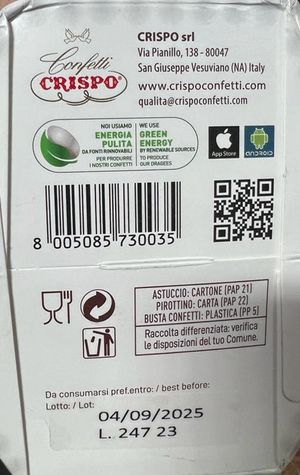 Confetti
CRISPO®
CRISPO srl
Via Pianillo, 138 - 80047
San Giuseppe Vesuviano (NA) Italy
www.crispoconfetti.com
qualita@crispoconfetti.com
NOI USIAMO
ENERGIA
PULITA
DA FONTI RINNOVABILI
PER PRODURRE
I NOSTRI CONFETTI
WE USE
GREEN
ENERGY
BY RENEWABLE SOURCES
TO PRODUCE
OUR DRAGEES
App Store
ANDROID
8 005085 730035
ASTUCCIO: CARTONE (PAP 21)
PIROTTINO: CARTA (PAP 22)
BUSTA CONFETTI: PLASTICA (PP 5)
Raccolta differenziata: verifica
le disposizioni del tuo Comune.
Da consumarsi pref.entro: / best before:
Lotto: / Lot:
04/09/2025
L. 247 23